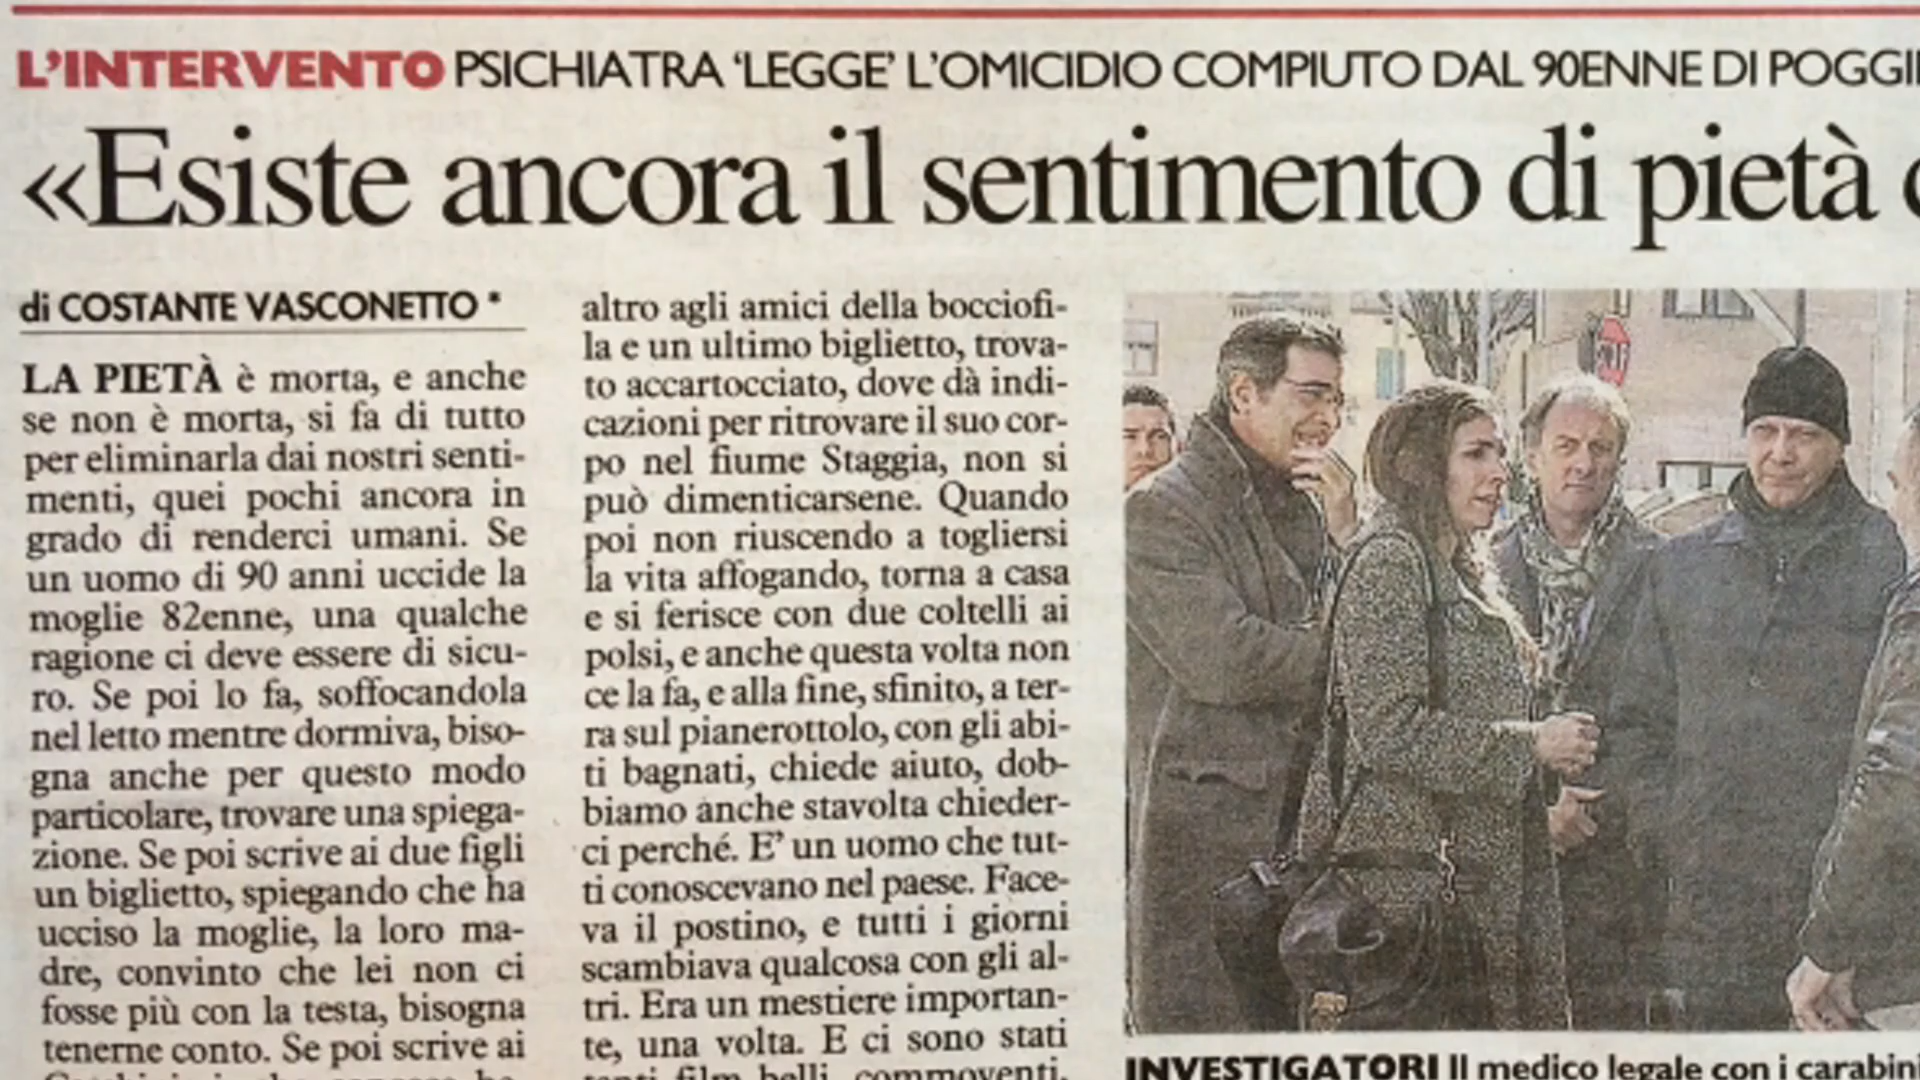 L'INTERVENTO PSICHIATRA 'LEGGE' L'OMICIDIO COMPIUTO DAL 90ENNE DI
«Esiste ancora il sentimento di pietà
di COSTANTE VASCONETTO *
LA PIETÀ è morta, e anche
se non è morta, si fa di tutto
per eliminarla dai nostri senti-
menti, quei pochi ancora in
grado di renderci umani. Se
un uomo di 90 anni uccide la
moglie 82enne, una qualche
ragione ci deve essere di sicu-
ro. Se poi lo fa, soffocandola
nel letto mentre dormiva, biso-
gna anche per questo modo
particolare, trovare una spiega-
zione. Se poi scrive ai due figli
un biglietto, spiegando che ha
ucciso la moglie, la loro ma-
dre, convinto che lei non ci
fosse più con la testa, bisogna
tenerne conto. Se poi scrive ai
altro agli amici della bocciofi-
la e un ultimo biglietto, trova-
to accartocciato, dove dà indi-
cazioni per ritrovare il suo cor-
po nel fiume Staggia, non si
può dimenticarsene. Quando
poi non riuscendo a togliersi
la vita affogando, torna a casa
e si ferisce con due coltelli ai
polsi, e anche questa volta non
ce la fa, e alla fine, sfinito, a ter-
ra sul pianerottolo, con gli abi-
ti bagnati, chiede aiuto, dob-
biamo anche stavolta chieder-
ci perché. E' un uomo che tut-
ti conoscevano nel paese. Face-
va il postino, e tutti i giorni
scambiava qualcosa con gli al-
tri. Era un mestiere importan-
te, una volta. E ci sono stati
tanti film belli, commoventi,
INVESTIGATORI Il medico legale con i